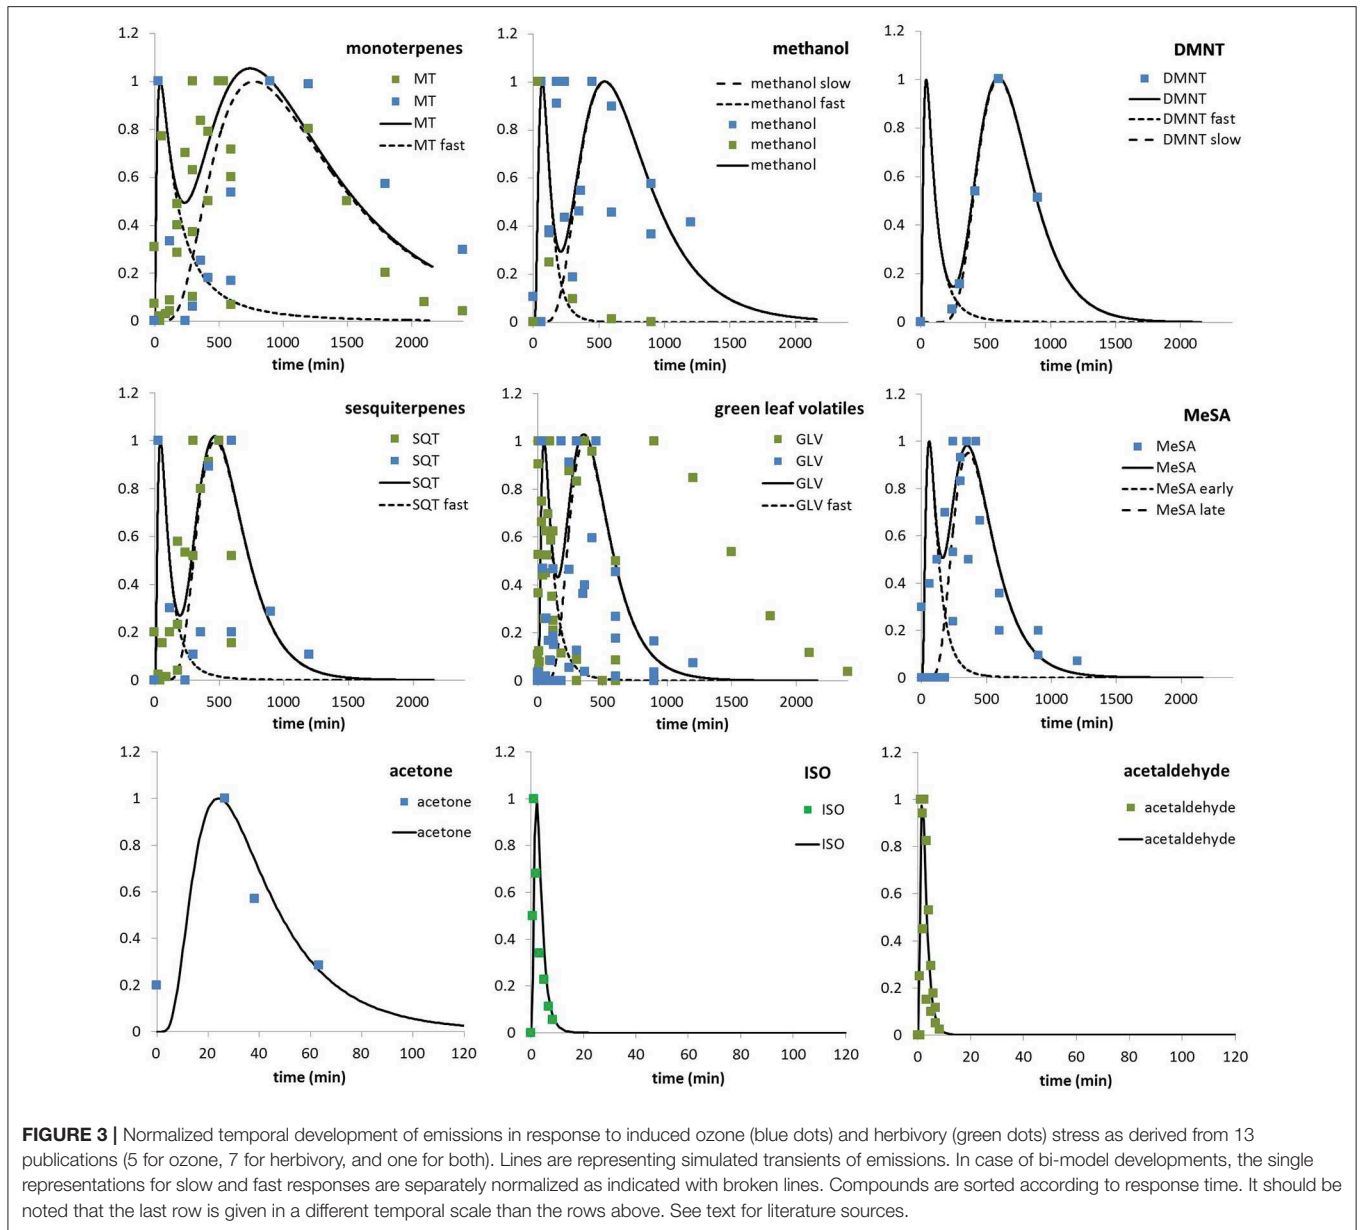 monoterpenes
1.2
1
0.8
0.6
0.4
0.2
0
MT
MT
MT
MT fast
0 500 1000 1500 2000
time (min)
methanol
1.2
1
0.8
0.6
0.4
0.2
0
methanol slow
methanol fast
methanol
methanol
methanol
0 500 1000 1500 2000
time (min)
DMNT
1.2
1
0.8
0.6
0.4
0.2
0
DMNT
DMNT
DMNT fast
DMNT slow
0 500 1000 1500 2000
time (min)
sesquiterpenes
1.2
1
0.8
0.6
0.4
0.2
0
SQT
SQT
SQT
SQT fast
0 500 1000 1500 2000
time (min)
green leaf volatiles
1.2
1
0.8
0.6
0.4
0.2
0
GLV
GLV
GLV
GLV fast
0 500 1000 1500 2000
time (min)
MeSA
1.2
1
0.8
0.6
0.4
0.2
0
MeSA
MeSA
MeSA early
MeSA late
0 500 1000 1500 2000
time (min)
acetone
1.2
1
0.8
0.6
0.4
0.2
0
acetone
acetone
0 20 40 60 80 100 120
time (min)
ISO
1.2
1
0.8
0.6
0.4
0.2
0
ISO
ISO
0 20 40 60 80 100 120
time (min)
acetaldehyde
1.2
1
0.8
0.6
0.4
0.2
0
acetaldehyde
acetaldehyde
0 20 40 60 80 100 120
time (min)
FIGURE 3 | Normalized temporal development of emissions in response to induced ozone (blue dots) and herbivory (green dots) stress as derived from 13
publications (5 for ozone, 7 for herbivory, and one for both). Lines are representing simulated transients of emissions. In case of bi-model developments, the single
representations for slow and fast responses are separately normalized as indicated with broken lines. Compounds are sorted according to response time. It should be
noted that the last row is given in a different temporal scale than the rows above. See text for literature sources.